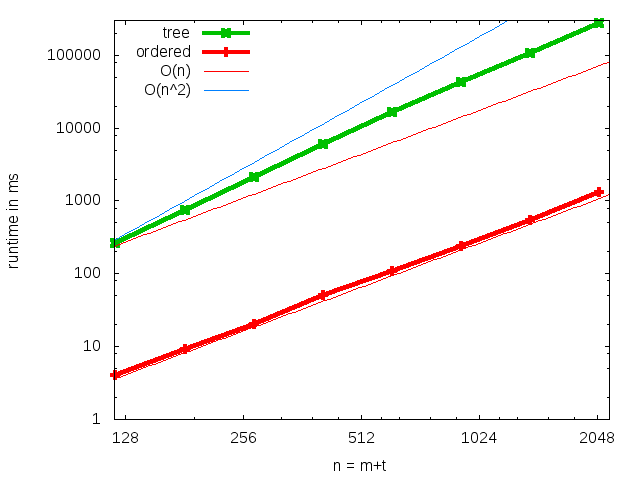 tree
ordered
O(n)
O(n^2)
100000
10000
1000
100
10
1
runtime in ms
128 256 512 1024 2048
n = m+t